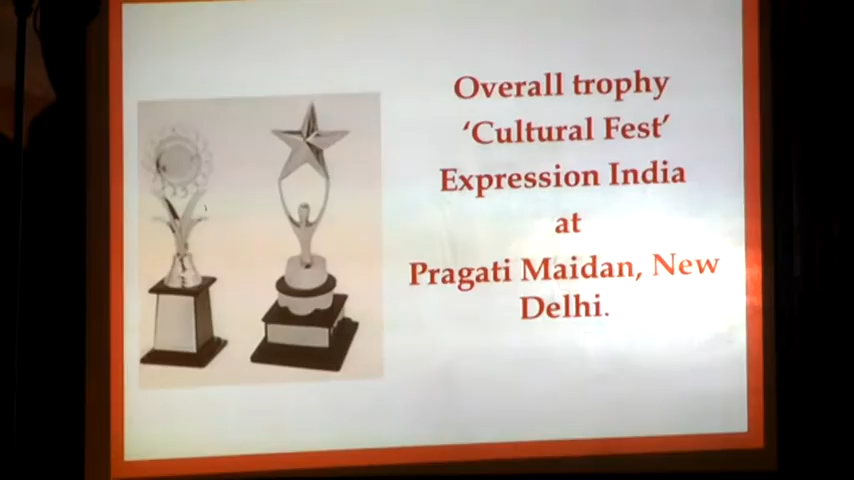 Overall trophy
‘Cultural Fest’
Expression India
at
Pragati Maidan, New
Delhi.